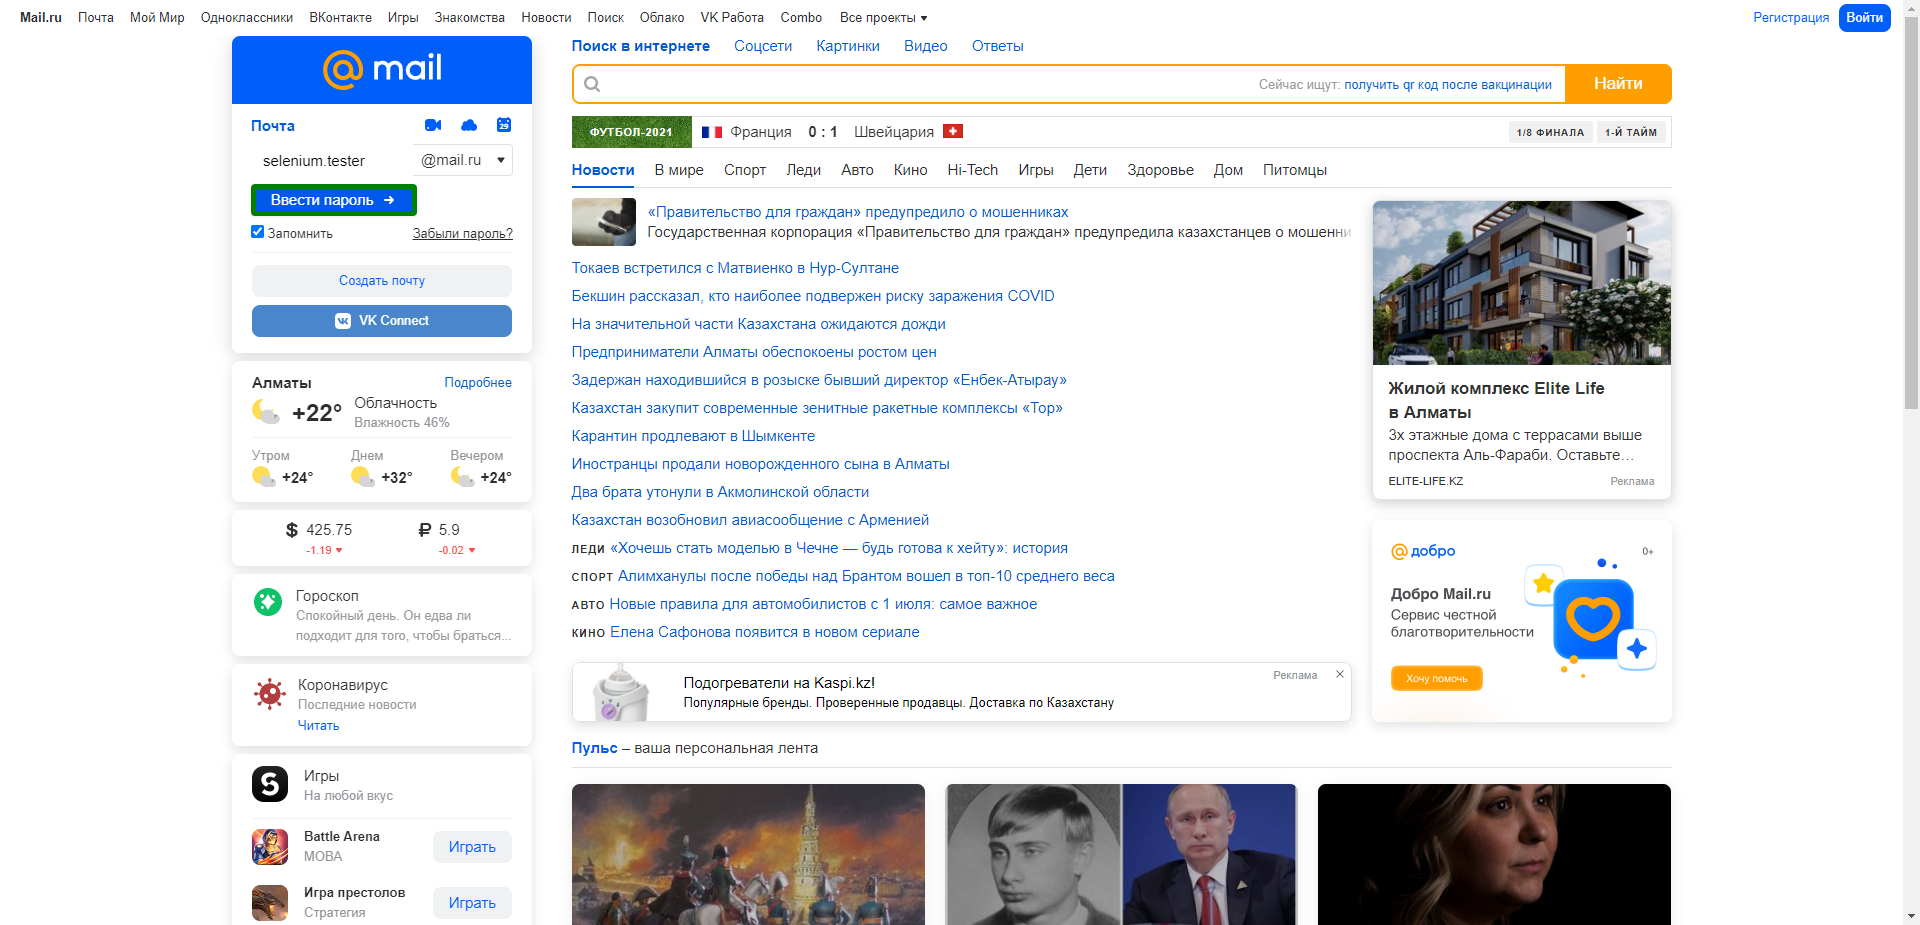 Mail.ru Почта Мой Мир Одноклассники ВКонтакте Игры Знакомства Новости Поиск Облако VK Работа Combo Все проекты Регистрация Войти
@mail
Почта
29
selenium.tester @mail.ru
Ввести пароль
Запомнить Забыли пароль?
Создать почту
VK Connect
Алматы Подробнее
+22° Облачность
Влажность 46%
Утром Днем Вечером
+24° +32° +24°
$ 425.75 ₽ 5.9
-1.19 -0.02
Гороскоп
Спокойный день. Он едва ли
подходит для того, чтобы браться...
Коронавирус
Последние новости
Читать
Игры
На любой вкус
Battle Arena
MOBA
Играть
Игра престолов
Стратегия
Играть
Поиск в интернете Соцсети Картинки Видео Ответы
Сейчас ищут: получить qr код после вакцинации Найти
ФУТБОЛ-2021 Франция 0 : 1 Швейцария 1/8 ФИНАЛА 1-Й ТАЙМ
Новости В мире Спорт Леди Авто Кино Hi-Tech Игры Дети Здоровье Дом Питомцы
«Правительство для граждан» предупредило о мошенниках
Государственная корпорация «Правительство для граждан» предупредила казахстанцев о мошенни
Токаев встретился с Матвиенко в Нур-Султане
Бекшин рассказал, кто наиболее подвержен риску заражения COVID
На значительной части Казахстана ожидаются дожди
Предприниматели Алматы обеспокоены ростом цен
Задержан находившийся в розыске бывший директор «Енбек-Атырау»
Казахстан закупит современные зенитные ракетные комплексы «Тор»
Карантин продлевают в Шымкенте
Иностранцы продали новорожденного сына в Алматы
Два брата утонули в Акмолинской области
Казахстан возобновил авиасообщение с Арменией
ЛЕДИ «Хочешь стать моделью в Чечне — будь готова к хейту»: история
СПОРТ Алимханулы после победы над Брантом вошел в топ-10 среднего веса
АВТО Новые правила для автомобилистов с 1 июля: самое важное
КИНО Елена Сафонова появится в новом сериале
Подогреватели на Kaspi.kz! Реклама
Популярные бренды. Проверенные продавцы. Доставка по Казахстану
Пульс – ваша персональная лента
Жилой комплекс Elite Life
в Алматы
3х этажные дома с террасами выше
проспекта Аль-Фараби. Оставьте…
ELITE-LIFE.KZ Реклама
@добро 0+
Добро Mail.ru
Сервис честной
благотворительности
Хочу помочь